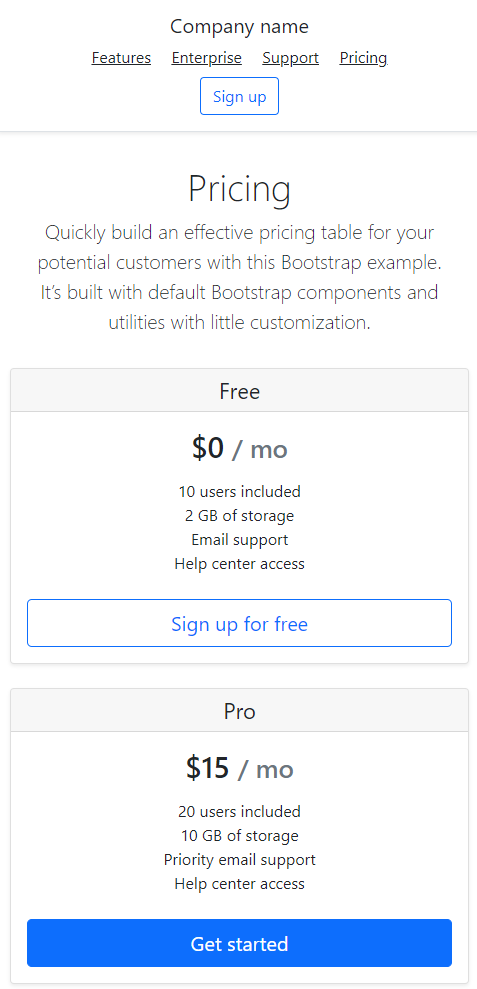 Company name
Features Enterprise Support Pricing
Sign up
Pricing
Quickly build an effective pricing table for your
potential customers with this Bootstrap example.
It’s built with default Bootstrap components and
utilities with little customization.
Free
$0 / mo
10 users included
2 GB of storage
Email support
Help center access
Sign up for free
Pro
$15 / mo
20 users included
10 GB of storage
Priority email support
Help center access
Get started